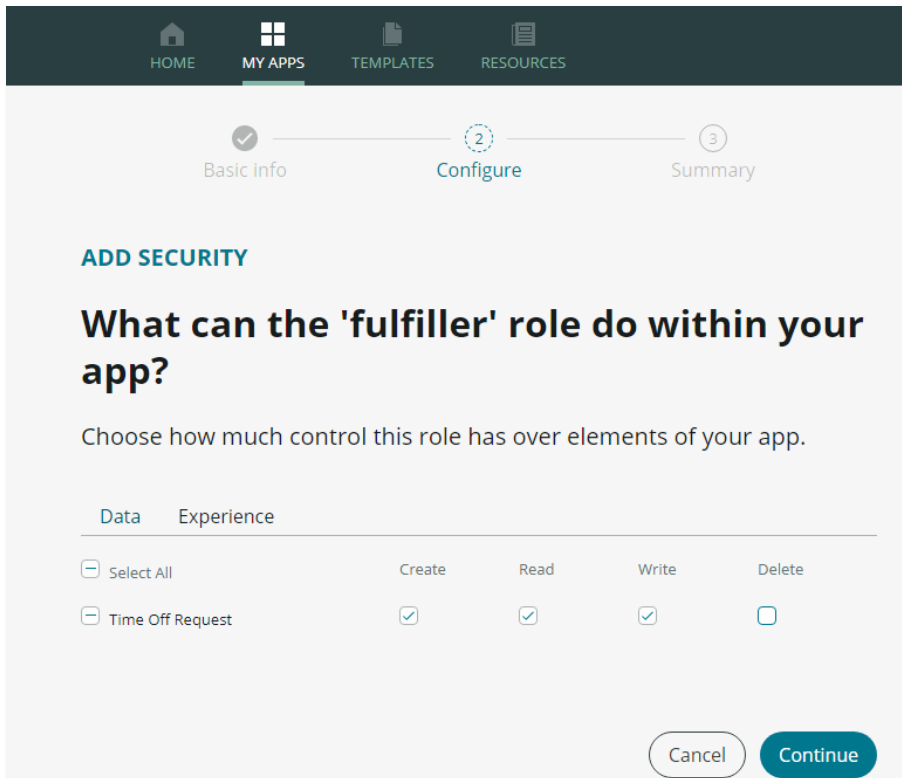 HOME MY APPS TEMPLATES RESOURCES
2 3
Basic info Configure Summary
ADD SECURITY
What can the 'fulfiller' role do within your
app?
Choose how much control this role has over elements of your app.
Data Experience
Select All Create Read Write Delete
Time Off Request
Cancel Continue